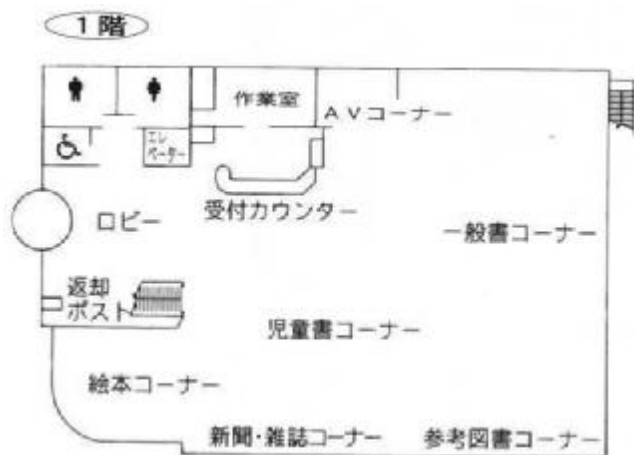 1階
作業室
AVコーナー
エレ
ベーター
ロビー
受付カウンター
一般書コーナー
返却
ポスト
児童書コーナー
絵本コーナー
新聞・雑誌コーナー
参考図書コーナー